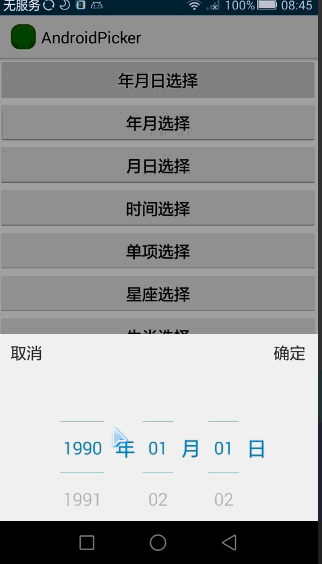 无服务 100% 08:45
AndroidPicker
年月日选择
年月选择
月日选择
时间选择
单项选择
星座选择
取消 确定
1990 年 01 月 01 日
1991 02 02